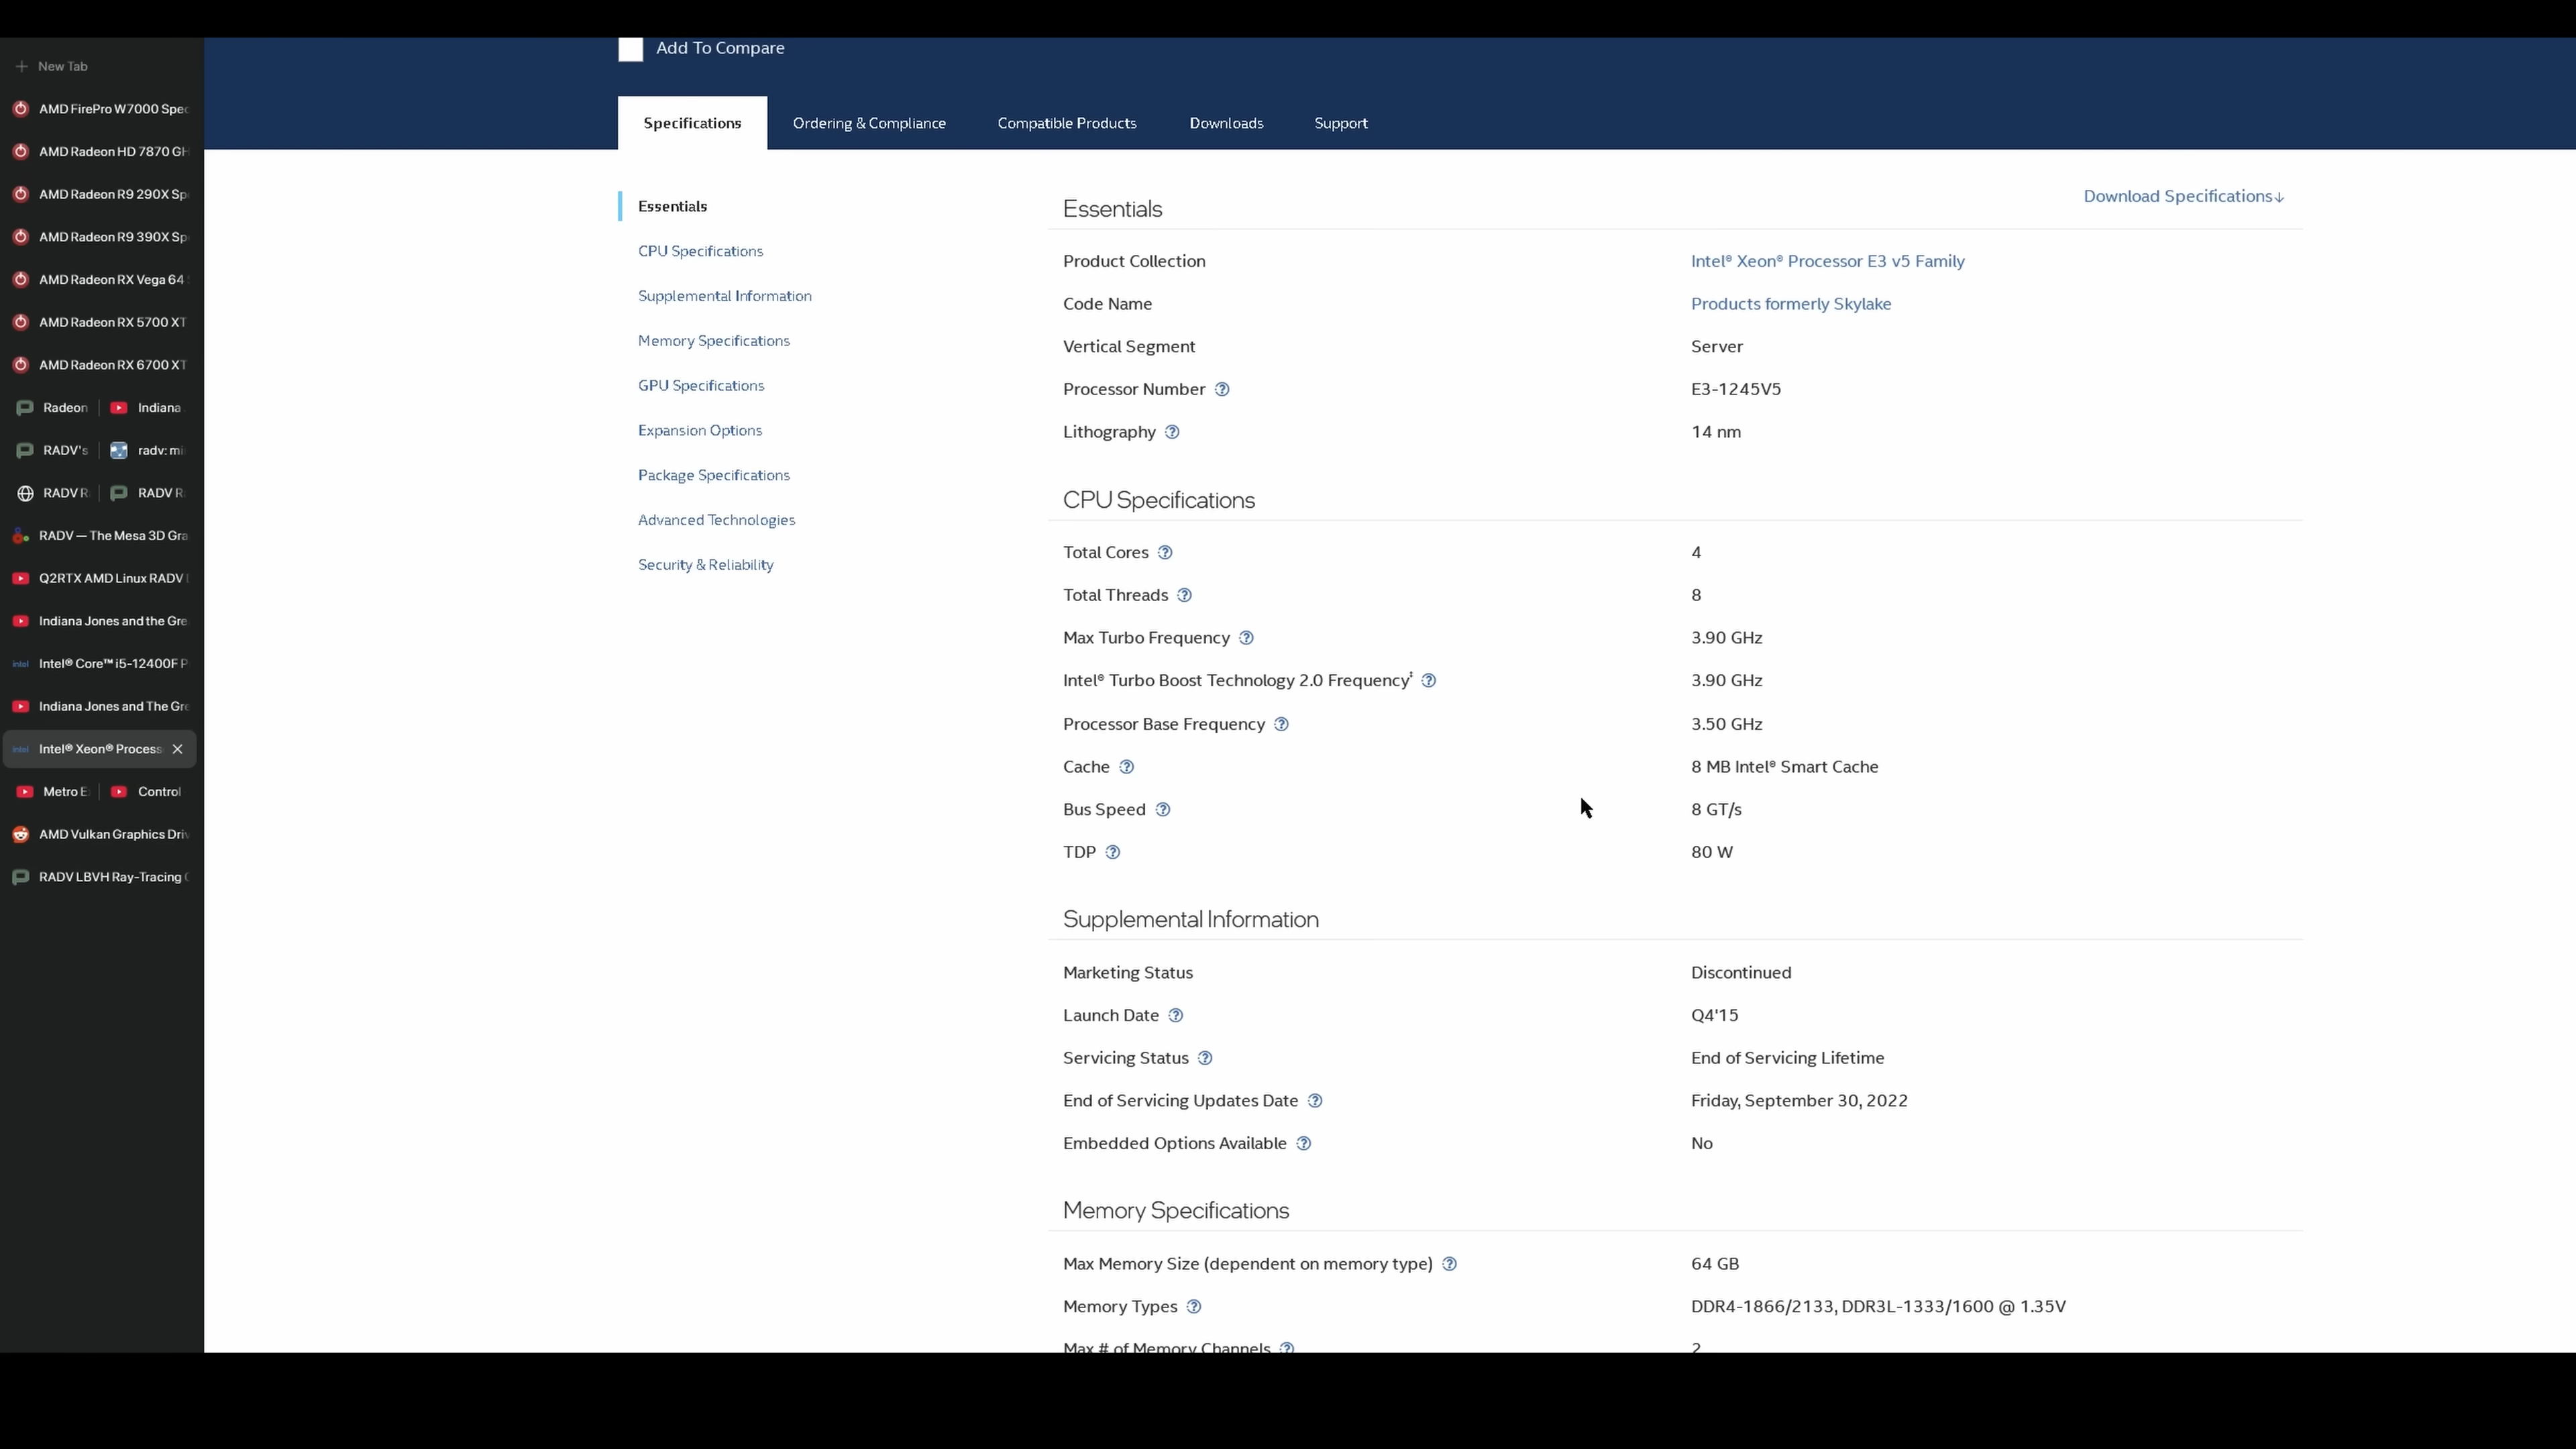 New Tab
AMD FirePro W7000 Spec
AMD Radeon HD 7870 GH
AMD Radeon R9 290X Sp
AMD Radeon R9 390X Sp
AMD Radeon RX Vega 64
AMD Radeon RX 5700 XT
AMD Radeon RX 6700 XT
Radeon
Indiana
RADV's
radv: mi
RADV R
RADV R
RADV — The Mesa 3D Gra
Q2RTX AMD Linux RADV
Indiana Jones and the Gre
intel Intel® Core™ i5-12400F P
Indiana Jones and The Gre
intel Intel® Xeon® Process
Metro E
Control
AMD Vulkan Graphics Driv
RADV LBVH Ray-Tracing
Add To Compare
Specifications
Ordering & Compliance
Compatible Products
Downloads
Support
Essentials
CPU Specifications
Supplemental Information
Memory Specifications
GPU Specifications
Expansion Options
Package Specifications
Advanced Technologies
Security & Reliability
Download Specifications↓
Essentials
Product Collection Intel® Xeon® Processor E3 v5 Family
Code Name Products formerly Skylake
Vertical Segment Server
Processor Number E3-1245V5
Lithography 14 nm
CPU Specifications
Total Cores 4
Total Threads 8
Max Turbo Frequency 3.90 GHz
Intel® Turbo Boost Technology 2.0 Frequency‡ 3.90 GHz
Processor Base Frequency 3.50 GHz
Cache 8 MB Intel® Smart Cache
Bus Speed 8 GT/s
TDP 80 W
Supplemental Information
Marketing Status Discontinued
Launch Date Q4'15
Servicing Status End of Servicing Lifetime
End of Servicing Updates Date Friday, September 30, 2022
Embedded Options Available No
Memory Specifications
Max Memory Size (dependent on memory type) 64 GB
Memory Types DDR4-1866/2133, DDR3L-1333/1600 @ 1.35V
Max # of Memory Channels 2